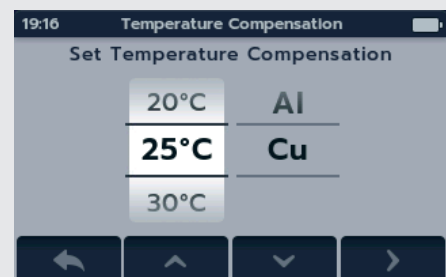 19:16 Temperature Compensation
Set Temperature Compensation
20°C Al
25°C Cu
30°C